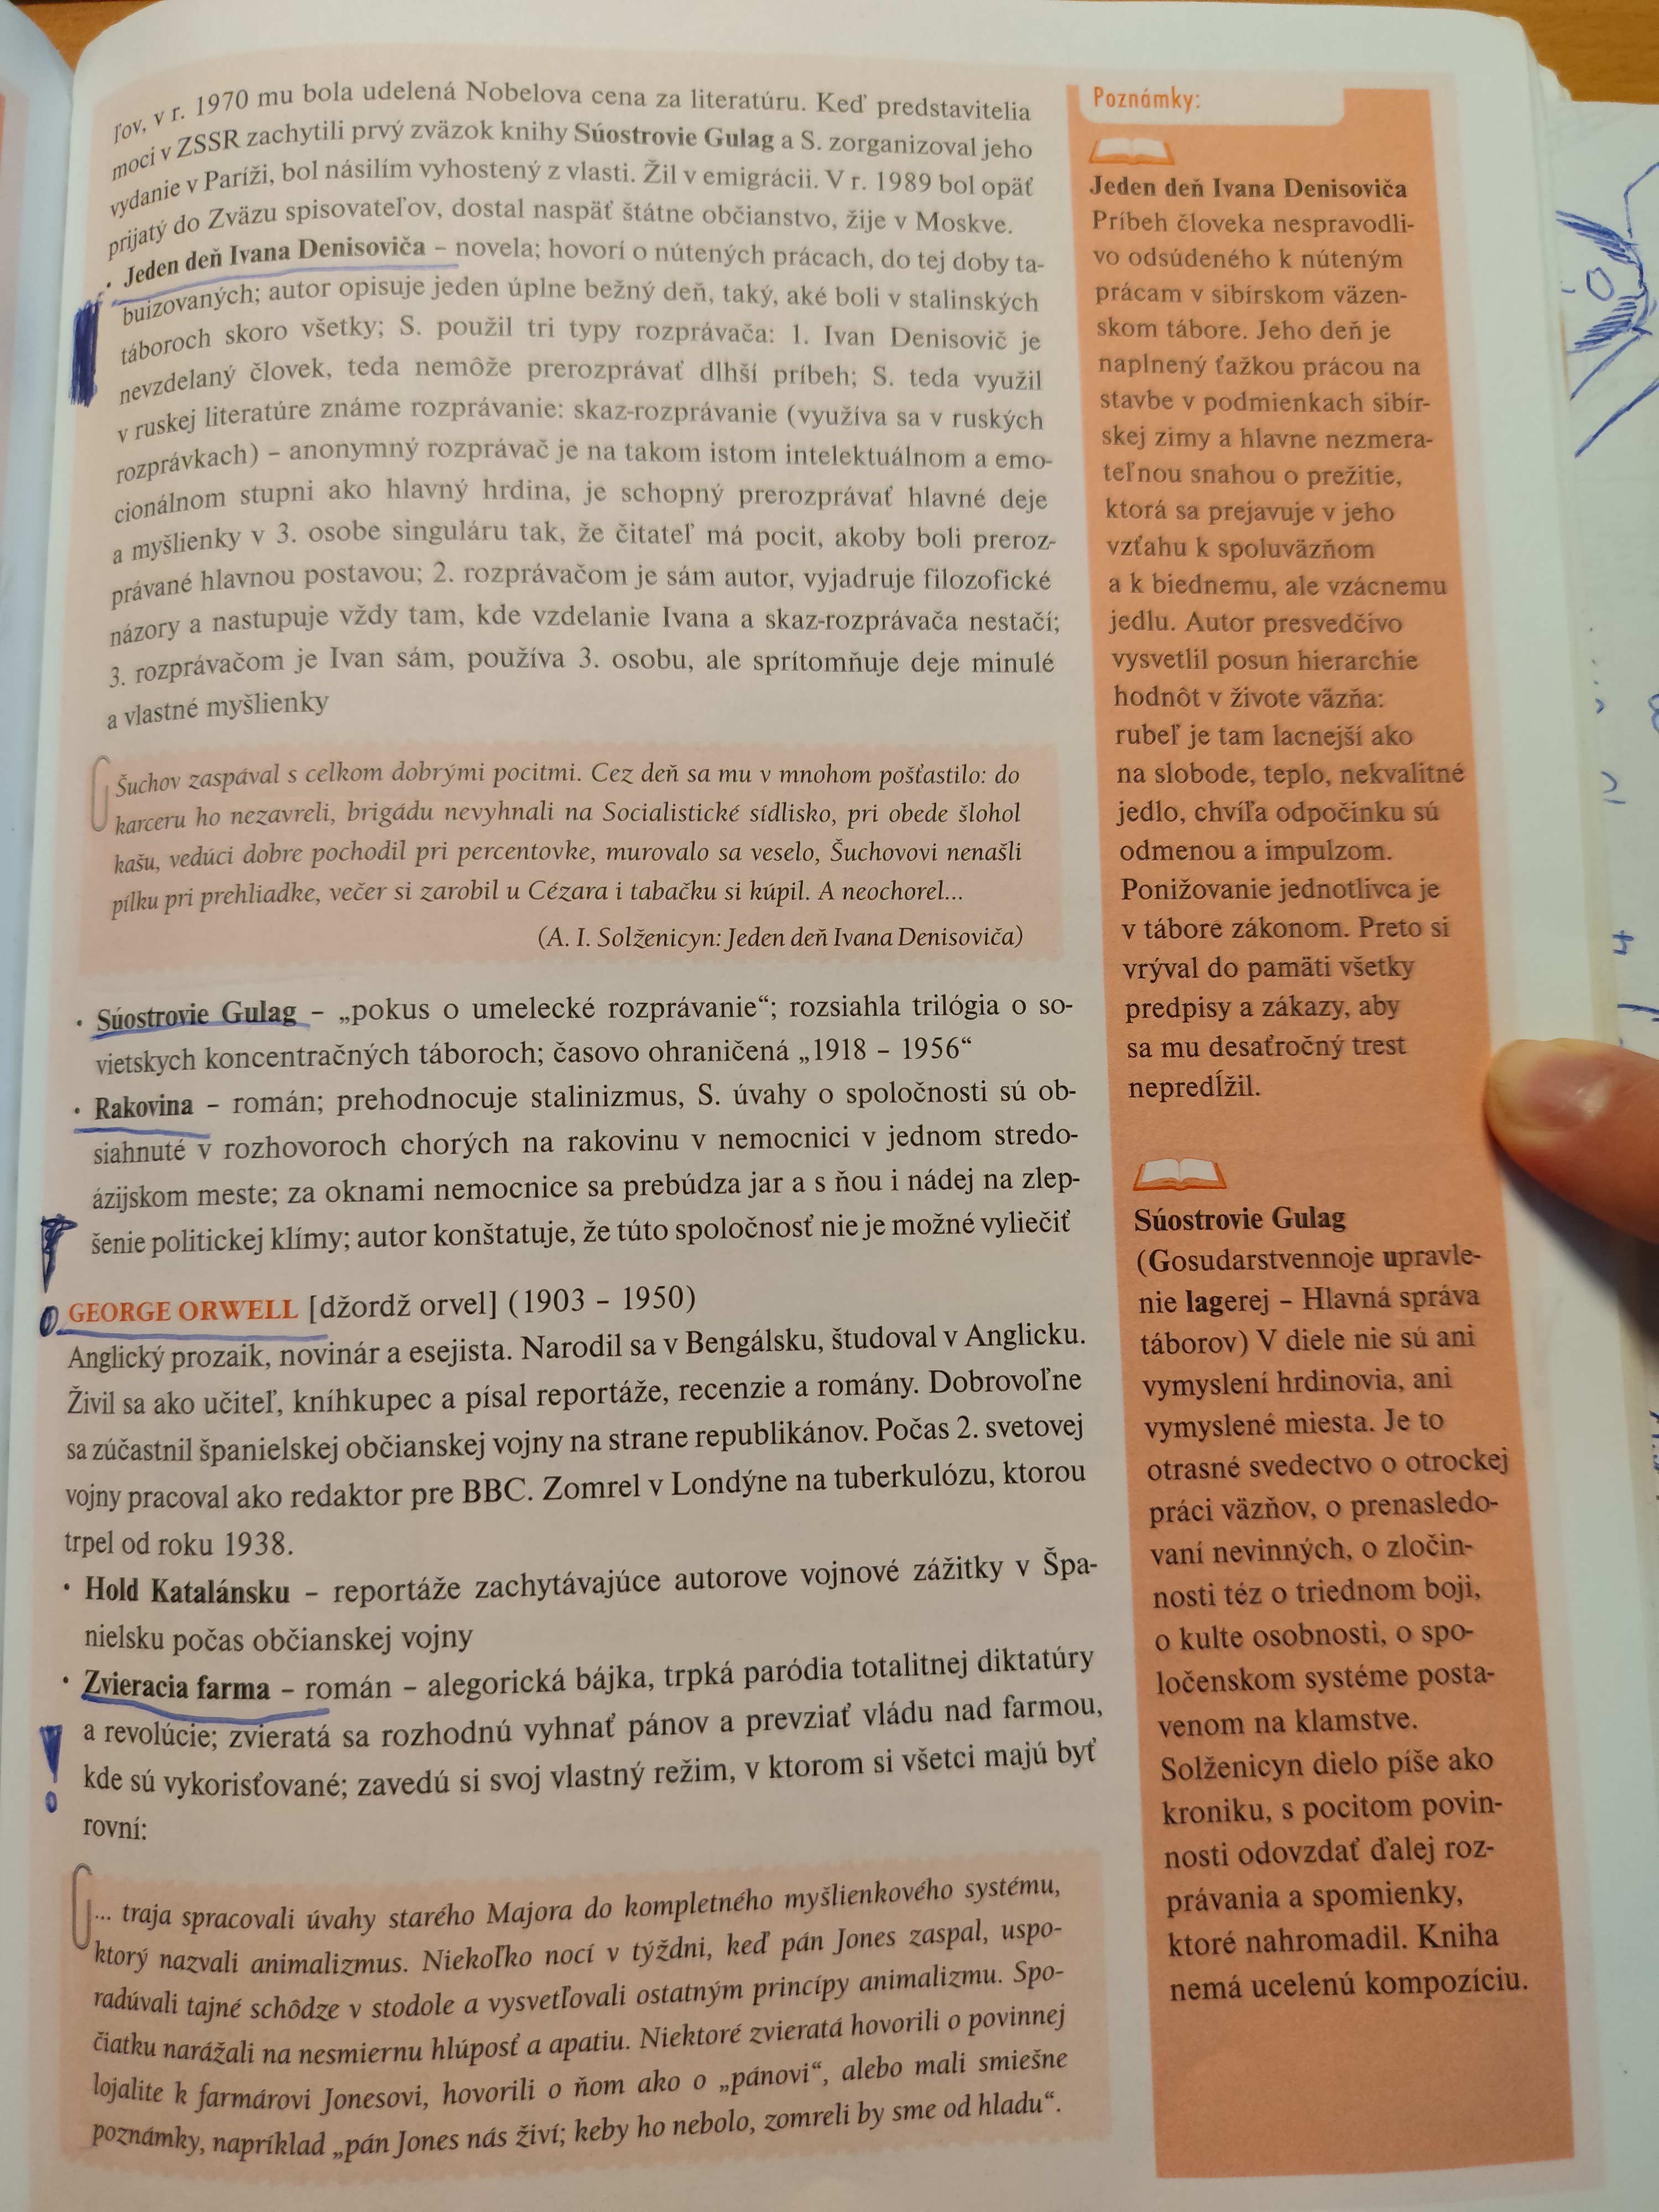 ľov, v r. 1970 mu bola udelená Nobelova cena za literatúru. Keď predstavitelia
moci v ZSSR zachytili prvý zväzok knihy Súostrovie Gulag a S. zorganizoval jeho
vydanie v Paríži, bol násilím vyhostený z vlasti. Žil v emigrácii. V r. 1989 bol opäť
prijatý do Zväzu spisovateľov, dostal naspäť štátne občianstvo, žije v Moskve.
• Jeden deň Ivana Denisoviča – novela; hovorí o nútených prácach, do tej doby ta-
buizovaných; autor opisuje jeden úplne bežný deň, taký, aké boli v stalinských
táboroch skoro všetky; S. použil tri typy rozprávača: 1. Ivan Denisovič je
nevzdelaný človek, teda nemôže prerozprávať dlhší príbeh; S. teda využil
v ruskej literatúre známe rozprávanie: skaz-rozprávanie (využíva sa v ruských
rozprávkach) – anonymný rozprávač je na takom istom intelektuálnom a emo-
cionálnom stupni ako hlavný hrdina, je schopný prerozprávať hlavné deje
a myšlienky v 3. osobe singuláru tak, že čitateľ má pocit, akoby boli preroz-
právané hlavnou postavou; 2. rozprávačom je sám autor, vyjadruje filozofické
názory a nastupuje vždy tam, kde vzdelanie Ivana a skaz-rozprávača nestačí;
3. rozprávačom je Ivan sám, používa 3. osobu, ale sprítomňuje deje minulé
a vlastné myšlienky
Šuchov zaspával s celkom dobrými pocitmi. Cez deň sa mu v mnohom pošťastilo: do
karceru ho nezavreli, brigádu nevyhnali na Socialistické sídlisko, pri obede šlohol
kašu, vedúci dobre pochodil pri percentovke, murovalo sa veselo, Šuchovovi nenašli
pílku pri prehliadke, večer si zarobil u Cézara i tabačku si kúpil. A neochorel...
(A. I. Solženicyn: Jeden deň Ivana Denisoviča)
• Súostrovie Gulag – „pokus o umelecké rozprávanie“; rozsiahla trilógia o so-
vietskych koncentračných táboroch; časovo ohraničená „1918 – 1956“
• Rakovina – román; prehodnocuje stalinizmus, S. úvahy o spoločnosti sú ob-
siahnuté v rozhovoroch chorých na rakovinu v nemocnici v jednom stredo-
ázijskom meste; za oknami nemocnice sa prebúdza jar a s ňou i nádej na zlep-
šenie politickej klímy; autor konštatuje, že túto spoločnosť nie je možné vyliečiť
GEORGE ORWELL [džordž orvel] (1903 – 1950)
Anglický prozaik, novinár a esejista. Narodil sa v Bengálsku, študoval v Anglicku.
Živil sa ako učiteľ, kníhkupec a písal reportáže, recenzie a romány. Dobrovoľne
sa zúčastnil španielskej občianskej vojny na strane republikánov. Počas 2. svetovej
vojny pracoval ako redaktor pre BBC. Zomrel v Londýne na tuberkulózu, ktorou
trpel od roku 1938.
• Hold Katalánsku – reportáže zachytávajúce autorove vojnové zážitky v Špa-
nielsku počas občianskej vojny
• Zvieracia farma – román – alegorická bájka, trpká paródia totalitnej diktatúry
a revolúcie; zvieratá sa rozhodnú vyhnať pánov a prevziať vládu nad farmou,
kde sú vykorisťované; zavedú si svoj vlastný režim, v ktorom si všetci majú byť
rovní:
... traja spracovali úvahy starého Majora do kompletného myšlienkového systému,
ktorý nazvali animalizmus. Niekoľko nocí v týždni, keď pán Jones zaspal, uspo-
radúvali tajné schôdze v stodole a vysvetľovali ostatným princípy animalizmu. Spo-
čiatku narážali na nesmiernu hlúposť a apatiu. Niektoré zvieratá hovorili o povinnej
lojalite k farmárovi Jonesovi, hovorili o ňom ako o „pánovi“, alebo mali smiešne
poznámky, napríklad „pán Jones nás živí; keby ho nebolo, zomreli by sme od hladu“.
Poznámky:
Jeden deň Ivana Denisoviča
Príbeh človeka nespravodli-
vo odsúdeného k núteným
prácam v sibírskom väzen-
skom tábore. Jeho deň je
naplnený ťažkou prácou na
stavbe v podmienkach sibír-
skej zimy a hlavne nezmera-
teľnou snahou o prežitie,
ktorá sa prejavuje v jeho
vzťahu k spoluväzňom
a k biednemu, ale vzácnemu
jedlu. Autor presvedčivo
vysvetlil posun hierarchie
hodnôt v živote väzňa:
rubeľ je tam lacnejší ako
na slobode, teplo, nekvalitné
jedlo, chvíľa odpočinku sú
odmenou a impulzom.
Ponižovanie jednotlivca je
v tábore zákonom. Preto si
vrýval do pamäti všetky
predpisy a zákazy, aby
sa mu desaťročný trest
nepredĺžil.
Súostrovie Gulag
(Gosudarstvennoje upravle-
nie lagerej – Hlavná správa
táborov) V diele nie sú ani
vymyslení hrdinovia, ani
vymyslené miesta. Je to
otrasné svedectvo o otrockej
práci väzňov, o prenasledo-
vaní nevinných, o zločin-
nosti téz o triednom boji,
o kulte osobnosti, o spo-
ločenskom systéme posta-
venom na klamstve.
Solženicyn dielo píše ako
kroniku, s pocitom povin-
nosti odovzdať ďalej roz-
právania a spomienky,
ktoré nahromadil. Kniha
nemá ucelenú kompozíciu.